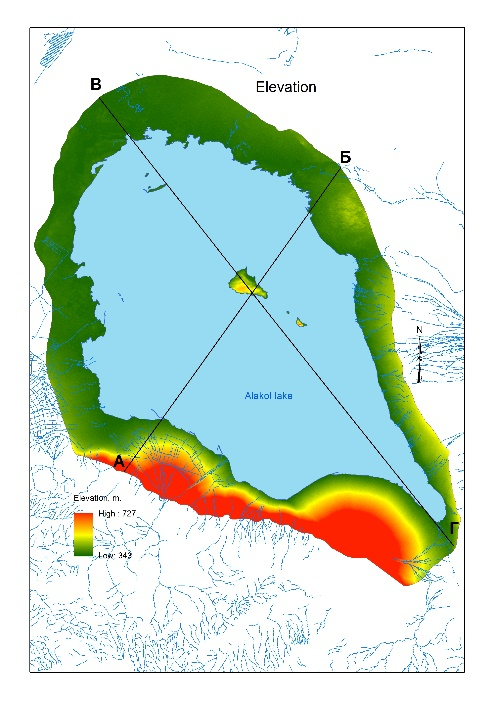 В
Elevation
Б
N
Alakol lake
А
Elevation, m.
High : 727
Г
Low: 343